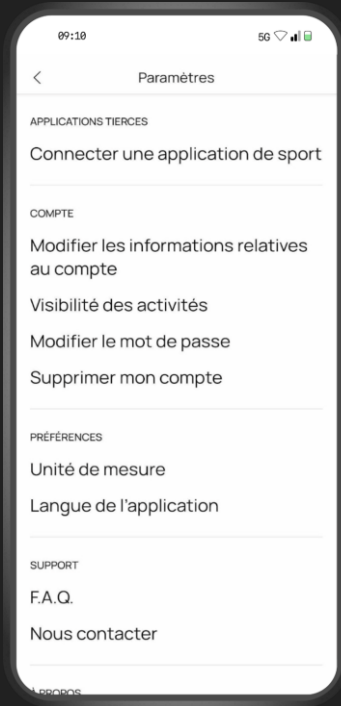 09:10
5G
Paramètres
APPLICATIONS TIERCES
Connecter une application de sport
COMPTE
Modifier les informations relatives
au compte
Visibilité des activités
Modifier le mot de passe
Supprimer mon compte
PRÉFÉRENCES
Unité de mesure
Langue de l'application
SUPPORT
F.A.Q.
Nous contacter
À PROPOS